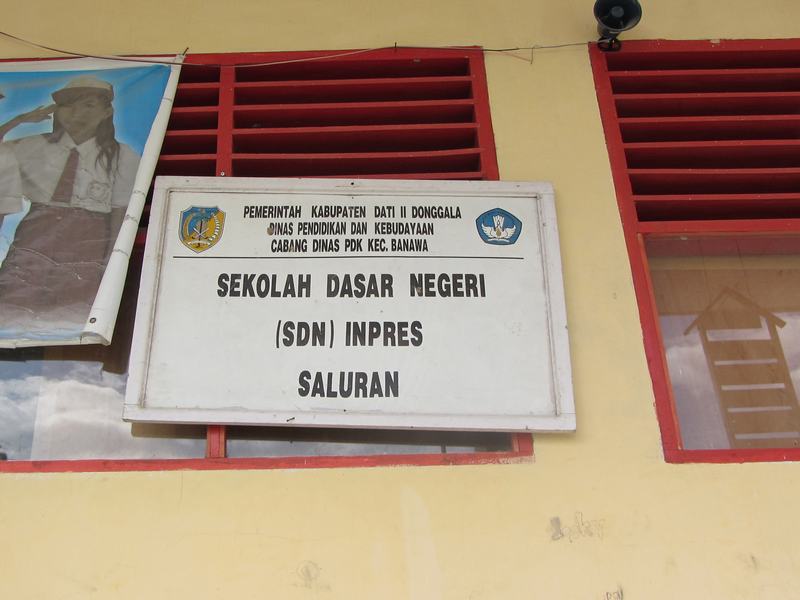 PEMERINTAH KABUPATEN DATI II DONGGALA
DINAS PENDIDIKAN DAN KEBUDAYAAN
CABANG DINAS PDK KEC. BANAWA
SEKOLAH DASAR NEGERI
(SDN) INPRES
SALURAN